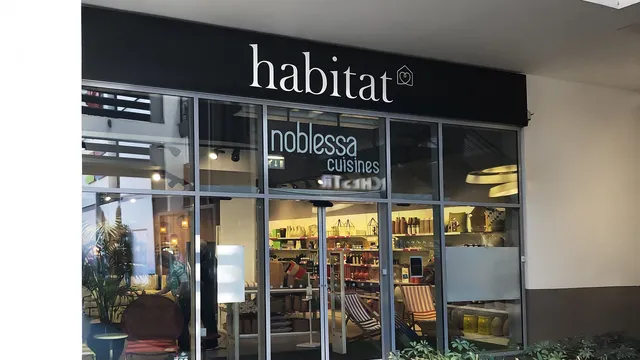 habitat
noblessa
cuisines